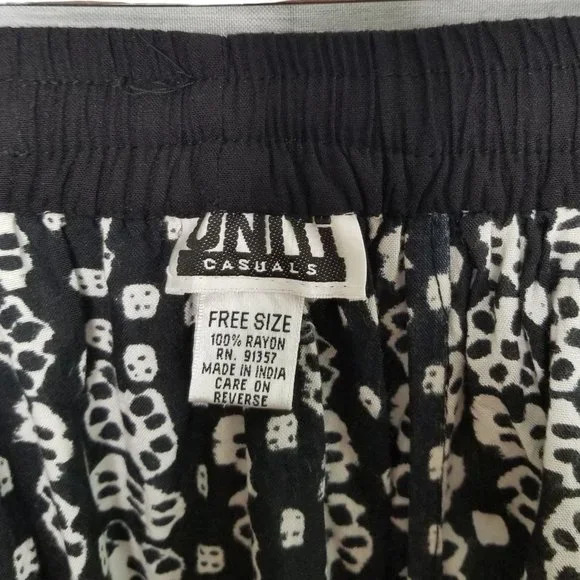 CASUALS
FREE SIZE
100% RAYON
RN. 91357
MADE IN INDIA
CARE ON
REVERSE